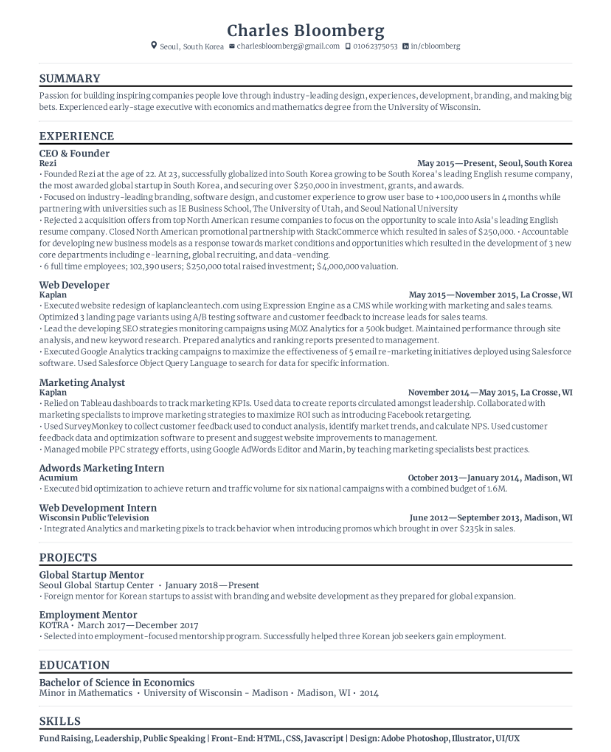 Charles Bloomberg
Seoul, South Korea charlesbloomberg@gmail.com 01062375053 in/cbloomberg
SUMMARY
Passion for building inspiring companies people love through industry-leading design, experiences, development, branding, and making big
bets. Experienced early-stage executive with economics and mathematics degree from the University of Wisconsin.
EXPERIENCE
CEO & Founder
Rezi May 2015—Present, Seoul, South Korea
• Founded Rezi at the age of 22. At 23, successfully globalized into South Korea growing to be South Korea's leading English resume company,
the most awarded global startup in South Korea, and securing over $250,000 in investment, grants, and awards.
• Focused on industry-leading branding, software design, and customer experience to grow user base to +100,000 users in 4 months while
partnering with universities such as IE Business School, The University of Utah, and Seoul National University
• Rejected 2 acquisition offers from top North American resume companies to focus on the opportunity to scale into Asia's leading English
resume company. Closed North American promotional partnership with StackCommerce which resulted in sales of $250,000. • Accountable
for developing new business models as a response towards market conditions and opportunities which resulted in the development of 3 new
core departments including e-learning, global recruiting, and data-vending.
• 6 full time employees; 102,390 users; $250,000 total raised investment; $4,000,000 valuation.
Web Developer
Kaplan May 2015—November 2015, La Crosse, WI
• Executed website redesign of kaplancleantech.com using Expression Engine as a CMS while working with marketing and sales teams.
Optimized 3 landing page variants using A/B testing software and customer feedback to increase leads for sales teams.
• Lead the developing SEO strategies monitoring campaigns using MOZ Analytics for a 500k budget. Maintained performance through site
analysis, and new keyword research. Prepared analytics and ranking reports presented to management.
• Executed Google Analytics tracking campaigns to maximize the effectiveness of 5 email re-marketing initiatives deployed using Salesforce
software. Used Salesforce Object Query Language to search for data for specific information.
Marketing Analyst
Kaplan November 2014—May 2015, La Crosse, WI
• Relied on Tableau dashboards to track marketing KPIs. Used data to create reports circulated amongst leadership. Collaborated with
marketing specialists to improve marketing strategies to maximize ROI such as introducing Facebook retargeting.
• Used SurveyMonkey to collect customer feedback used to conduct analysis, identify market trends, and calculate NPS. Used customer
feedback data and optimization software to present and suggest website improvements to management.
• Managed mobile PPC strategy efforts, using Google AdWords Editor and Marin, by teaching marketing specialists best practices.
Adwords Marketing Intern
Acumium October 2013—January 2014, Madison, WI
• Executed bid optimization to achieve return and traffic volume for six national campaigns with a combined budget of 1.6M.
Web Development Intern
Wisconsin Public Television June 2012—September 2013, Madison, WI
• Integrated Analytics and marketing pixels to track behavior when introducing promos which brought in over $235k in sales.
PROJECTS
Global Startup Mentor
Seoul Global Startup Center • January 2018—Present
• Foreign mentor for Korean startups to assist with branding and website development as they prepared for global expansion.
Employment Mentor
KOTRA • March 2017—December 2017
• Selected into employment-focused mentorship program. Successfully helped three Korean job seekers gain employment.
EDUCATION
Bachelor of Science in Economics
Minor in Mathematics • University of Wisconsin - Madison • Madison, WI • 2014
SKILLS
Fund Raising, Leadership, Public Speaking | Front-End: HTML, CSS, Javascript | Design: Adobe Photoshop, Illustrator, UI/UX